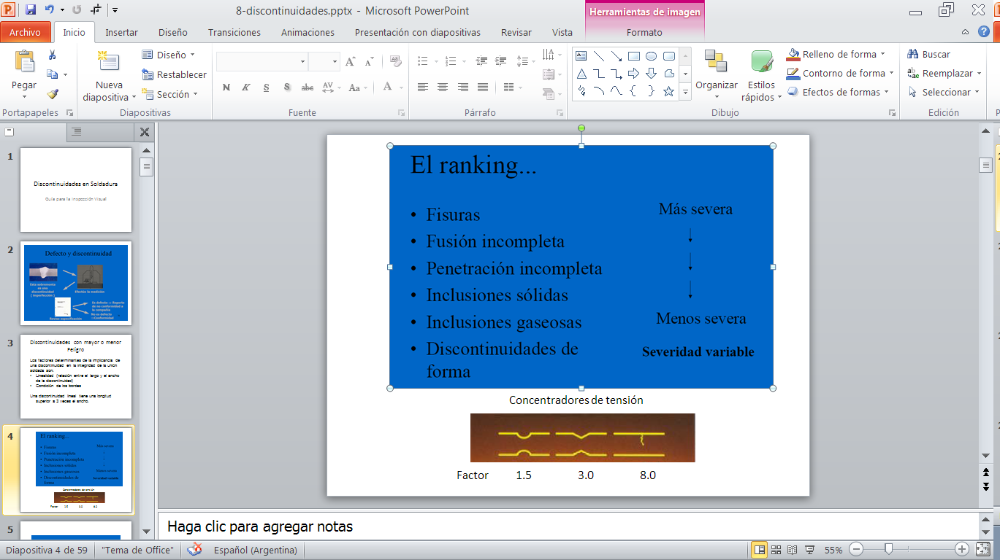 8-discontinuidades.pptx - Microsoft PowerPoint
Herramientas de imagen
Archivo Inicio Insertar Diseño Transiciones Animaciones Presentación con diapositivas Revisar Vista Formato
Pegar
Nueva diapositiva
Diseño
Restablecer
Sección
N K S S abc AV Aa A
Organizar
Estilos rápidos
Relleno de forma
Contorno de forma
Efectos de formas
Buscar
Reemplazar
Seleccionar
Portapapeles Diapositivas Fuente Párrafo Dibujo Edición
1
Discontinuidades en Soldadura
Guía para la Inspección Visual
2
Defecto y discontinuidad
Esta sobremonta
es una
discontinuidad
( imperfección )
Efectúo la medición
Reviso especificación
Es defecto
Reporte
de no conformidad a
la compañía
No es defecto
Conformidad
3
Discontinuidades con mayor o menor
Peligro
Los factores determinantes de la implicancia de
una discontinuidad en la integridad de la unión
soldada son:
• Linealidad (relación entre el largo y el ancho
de la discontinuidad)
• Condición de los bordes
Una discontinuidad lineal tiene una longitud
superior a 3 veces el ancho.
4
El ranking...
• Fisuras
• Fusión incompleta
• Penetración incompleta
• Inclusiones sólidas
• Inclusiones gaseosas
• Discontinuidades de
forma
Más severa
Menos severa
Severidad variable
Concentradores de tensión
Factor 1.5 3.0 8.0
5
El ranking...
• Fisuras
• Fusión incompleta
• Penetración incompleta
• Inclusiones sólidas
• Inclusiones gaseosas
• Discontinuidades de
forma
Más severa
Menos severa
Severidad variable
Concentradores de tensión
Factor 1.5 3.0 8.0
Haga clic para agregar notas
Diapositiva 4 de 59 "Tema de Office" Español (Argentina) 55%